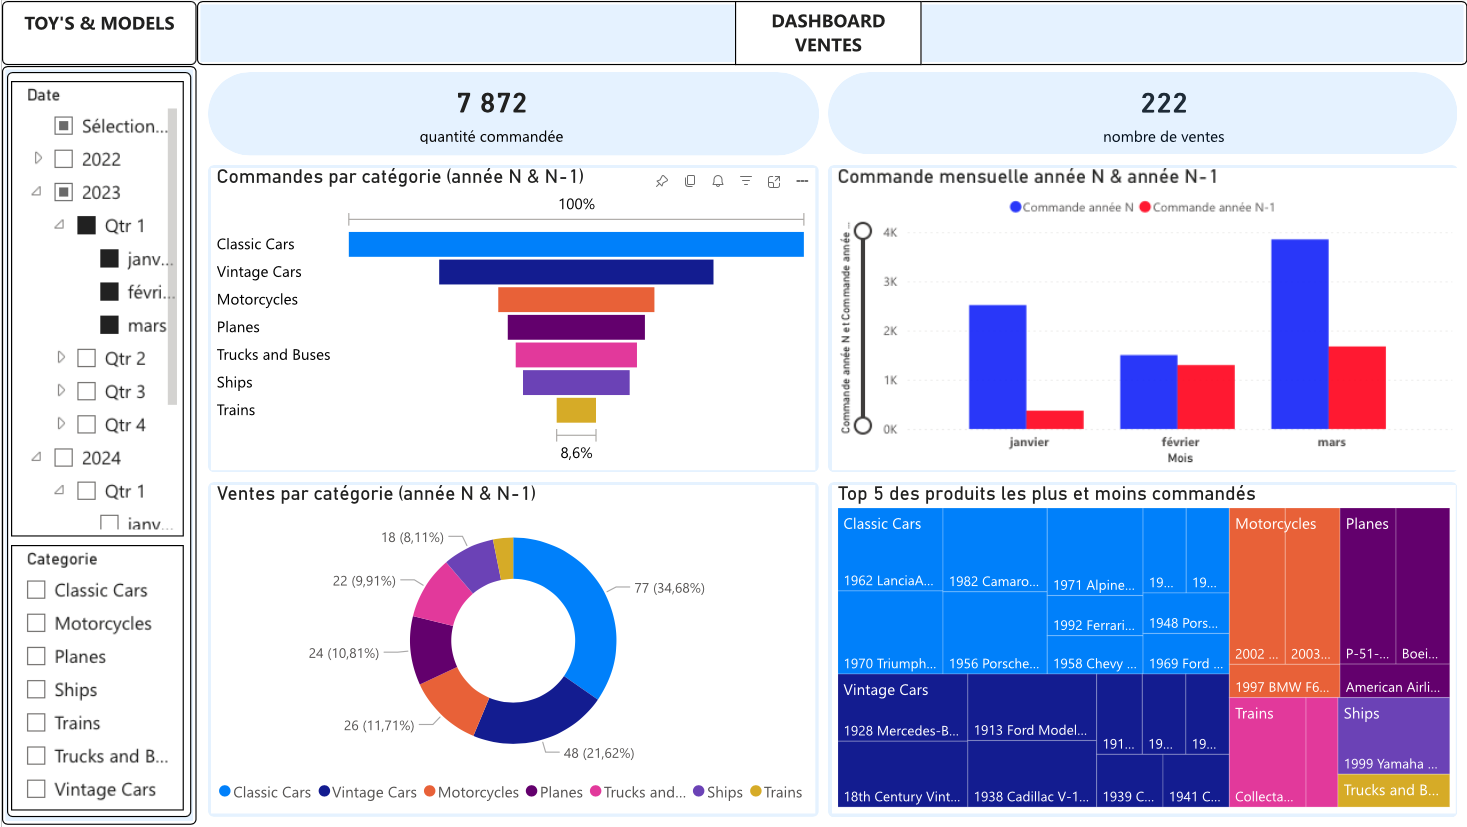 TOY'S & MODELS
DASHBOARD
VENTES
Date
Sélection...
2022
2023
Qtr 1
janv...
févri...
mars
Qtr 2
Qtr 3
Qtr 4
2024
Qtr 1
janv...
Categorie
Classic Cars
Motorcycles
Planes
Ships
Trains
Trucks and B...
Vintage Cars
7 872
quantité commandée
222
nombre de ventes
Commandes par catégorie (année N & N-1)
100%
Classic Cars
Vintage Cars
Motorcycles
Planes
Trucks and Buses
Ships
Trains
8,6%
Commande mensuelle année N & année N-1
Commande année N
Commande année N-1
Commande année N et Commande année ...
4K
3K
2K
1K
0K
janvier
février
mars
Mois
Ventes par catégorie (année N & N-1)
18 (8,11%)
22 (9,91%)
24 (10,81%)
26 (11,71%)
77 (34,68%)
48 (21,62%)
Classic Cars
Vintage Cars
Motorcycles
Planes
Trucks and...
Ships
Trains
Top 5 des produits les plus et moins commandés
Classic Cars
1962 LanciaA...
1982 Camaro...
1971 Alpine...
19...
19...
1992 Ferrari...
1948 Pors...
1970 Triumph...
1956 Porsche...
1958 Chevy ...
1969 Ford ...
Vintage Cars
1928 Mercedes-B...
1913 Ford Model...
191...
19...
19...
18th Century Vint...
1938 Cadillac V-1...
1939 C...
1941 C...
Motorcycles
2002 ...
2003...
1997 BMW F6...
Planes
P-51-...
Boei...
American Airli...
Trains
Collecta...
Ships
1999 Yamaha ...
Trucks and B...